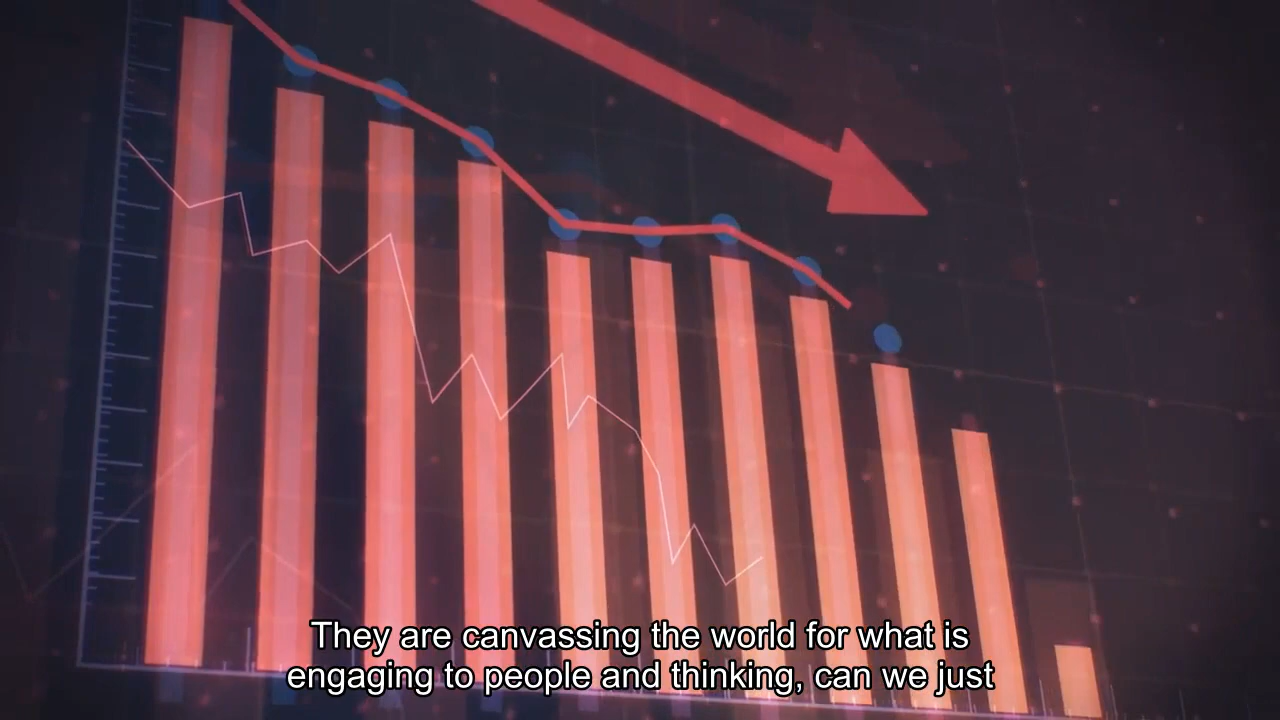 They are canvassing the world for what is
engaging to people and thinking, can we just